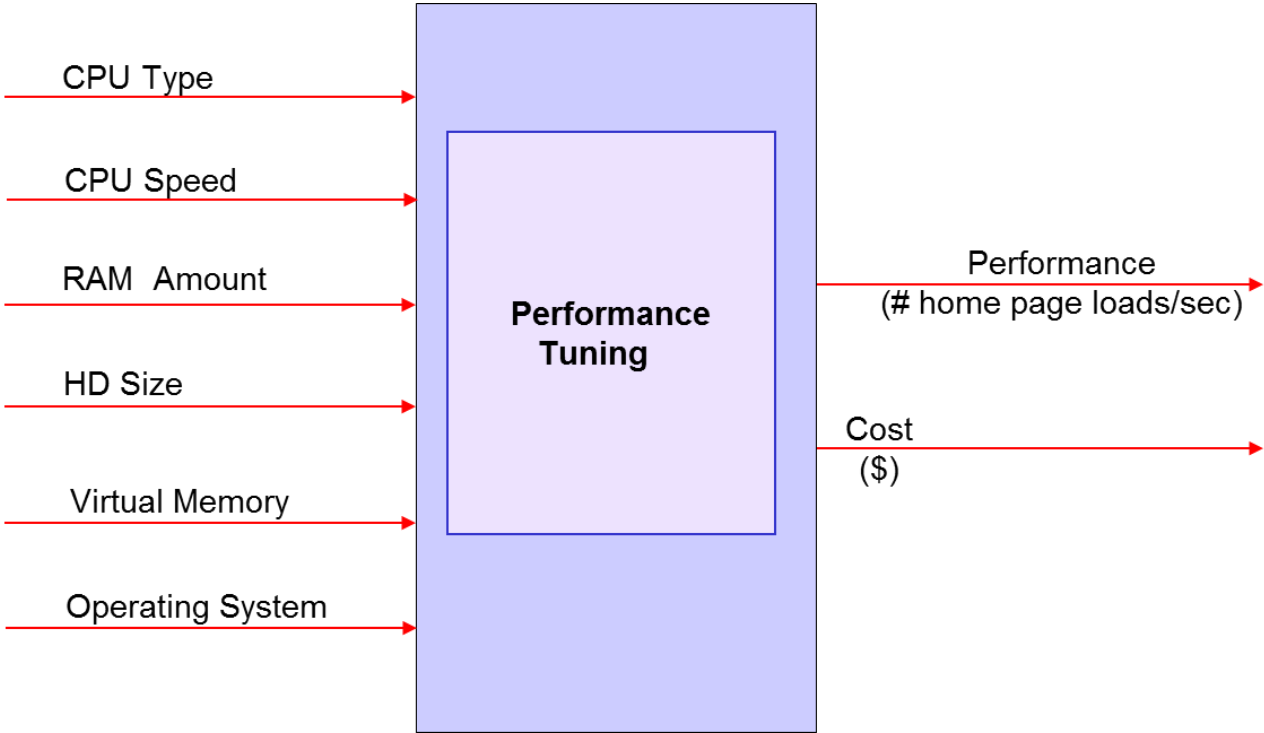 CPU Type
CPU Speed
RAM Amount
HD Size
Virtual Memory
Operating System
Performance
Tuning
Performance
(# home page loads/sec)
Cost
($)